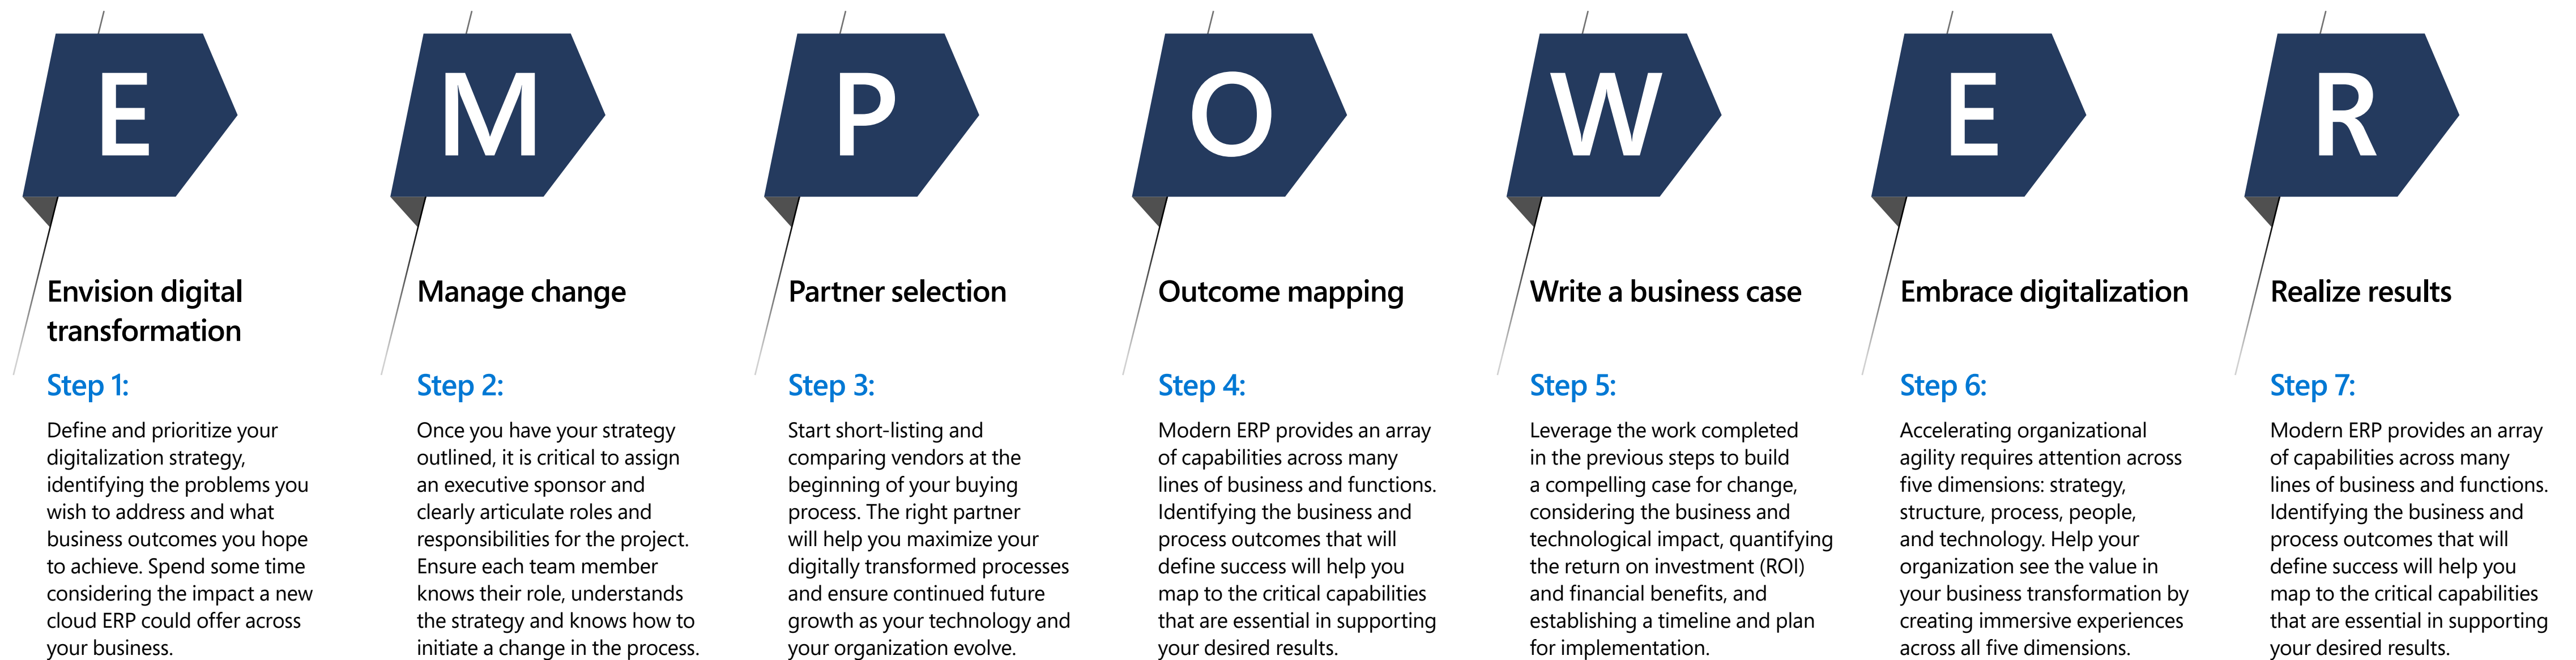 E
Envision digital
transformation
Step 1:
Define and prioritize your
digitalization strategy,
identifying the problems you
wish to address and what
business outcomes you hope
to achieve. Spend some time
considering the impact a new
cloud ERP could offer across
your business.
M
Manage change
Step 2:
Once you have your strategy
outlined, it is critical to assign
an executive sponsor and
clearly articulate roles and
responsibilities for the project.
Ensure each team member
knows their role, understands
the strategy and knows how to
initiate a change in the process.
P
Partner selection
Step 3:
Start short-listing and
comparing vendors at the
beginning of your buying
process. The right partner
will help you maximize your
digitally transformed processes
and ensure continued future
growth as your technology and
your organization evolve.
O
Outcome mapping
Step 4:
Modern ERP provides an array
of capabilities across many
lines of business and functions.
Identifying the business and
process outcomes that will
define success will help you
map to the critical capabilities
that are essential in supporting
your desired results.
W
Write a business case
Step 5:
Leverage the work completed
in the previous steps to build
a compelling case for change,
considering the business and
technological impact, quantifying
the return on investment (ROI)
and financial benefits, and
establishing a timeline and plan
for implementation.
E
Embrace digitalization
Step 6:
Accelerating organizational
agility requires attention across
five dimensions: strategy,
structure, process, people,
and technology. Help your
organization see the value in
your business transformation by
creating immersive experiences
across all five dimensions.
R
Realize results
Step 7:
Modern ERP provides an array
of capabilities across many
lines of business and functions.
Identifying the business and
process outcomes that will
define success will help you
map to the critical capabilities
that are essential in supporting
your desired results.